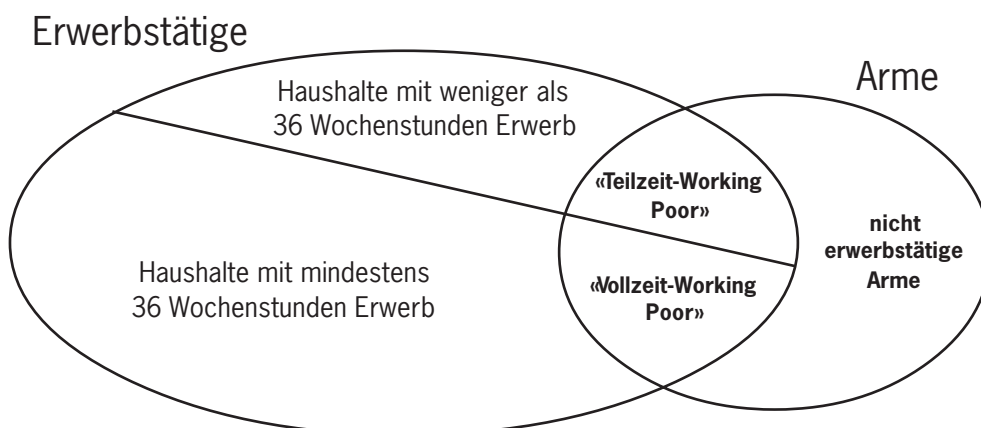 Erwerbstätige
Arme
Haushalte mit weniger als
36 Wochenstunden Erwerb
«Teilzeit-Working
Poor»
nicht
erwerbstätige
Arme
Haushalte mit mindestens
36 Wochenstunden Erwerb
«Vollzeit-Working
Poor»